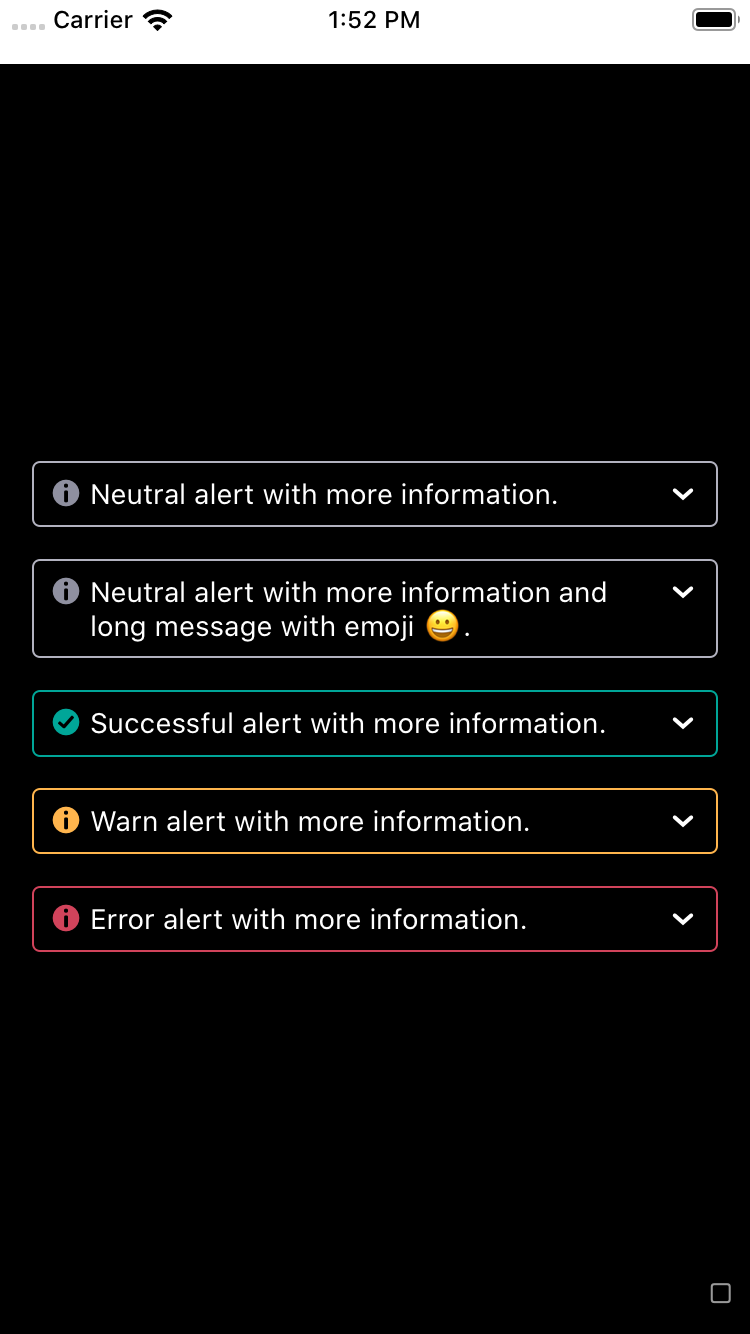 Carrier 1:52 PM
Neutral alert with more information.
Neutral alert with more information and
long message with emoji 😀.
Successful alert with more information.
Warn alert with more information.
Error alert with more information.